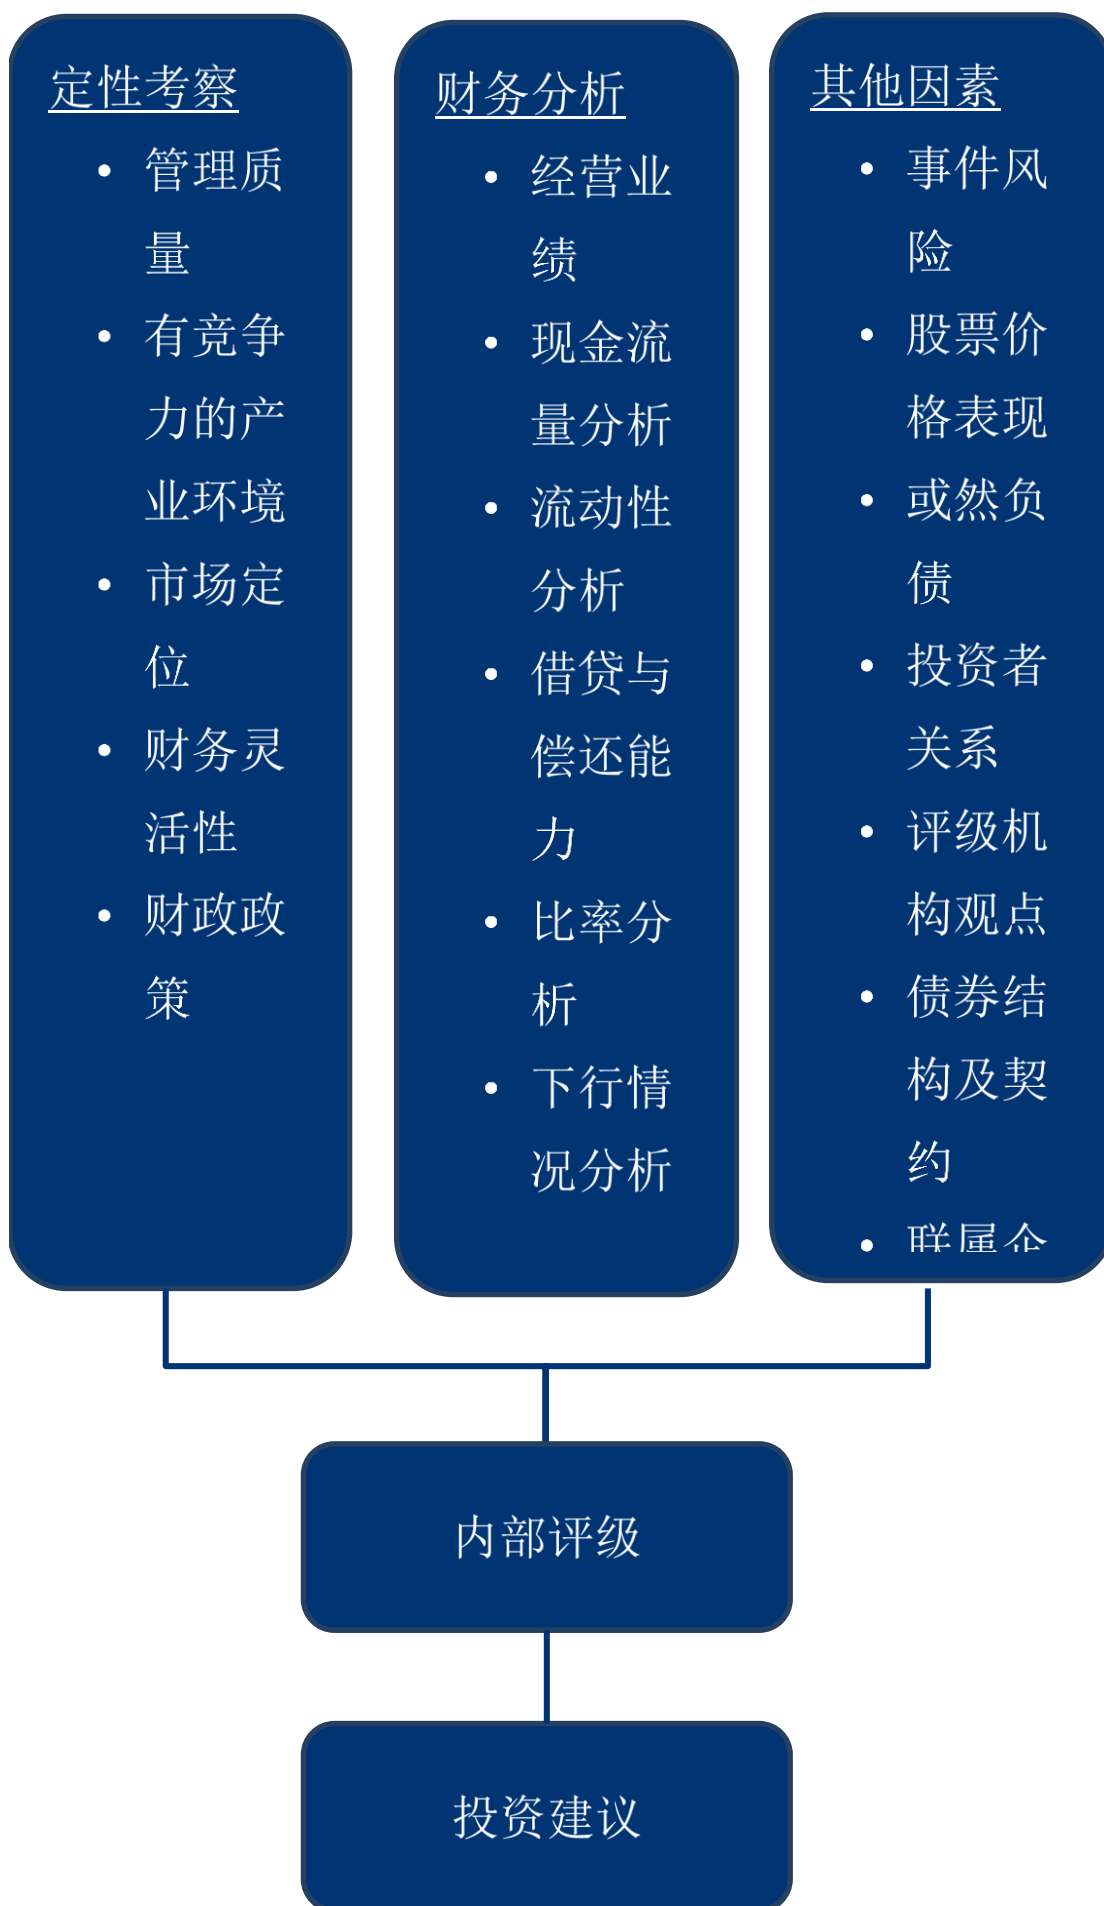 定性考察
• 管理质
量
• 有竞争
力的产
业环境
• 市场定
位
• 财务灵
活性
• 财政政
策
财务分析
• 经营业
绩
• 现金流
量分析
• 流动性
分析
• 借贷与
偿还能
力
• 比率分
析
• 下行情
况分析
其他因素
• 事件风
险
• 股票价
格表现
• 或然负
债
• 投资者
关系
• 评级机
构观点
• 债券结
构及契
约
• 联属企
内部评级
投资建议